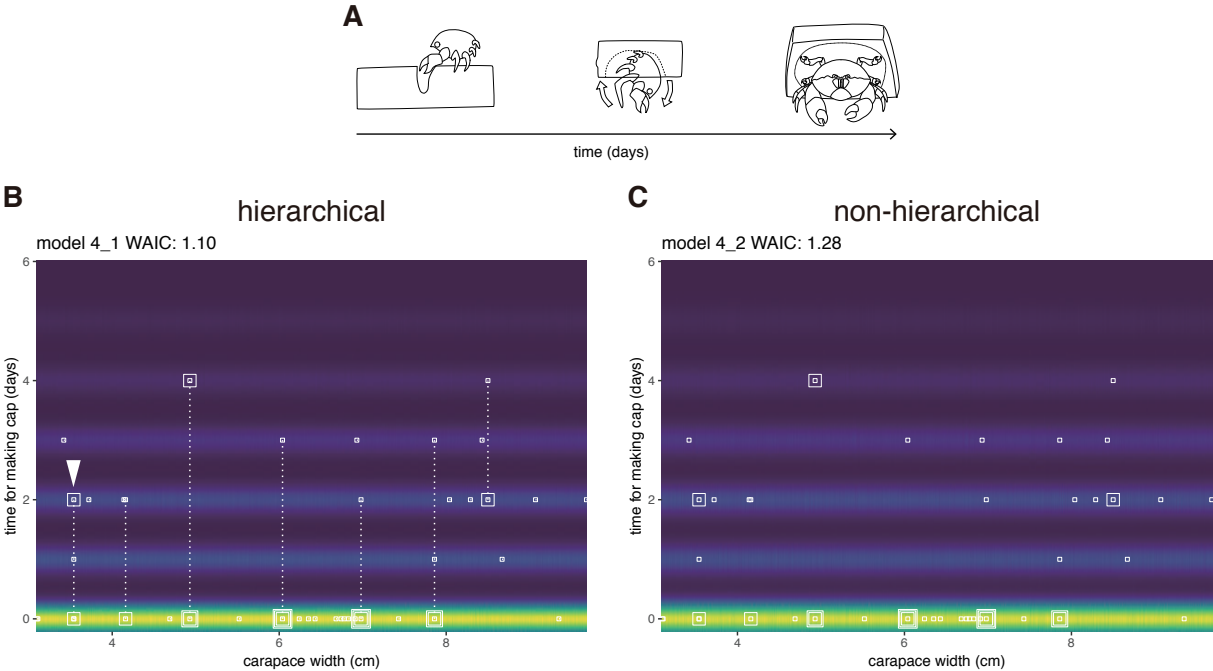 A
time (days)
B
hierarchical
model 4_1 WAIC: 1.10
time for making cap (days)
6
4
2
0
4
6
8
carapace width (cm)
C
non-hierarchical
model 4_2 WAIC: 1.28
time for making cap (days)
6
4
2
0
4
6
8
carapace width (cm)